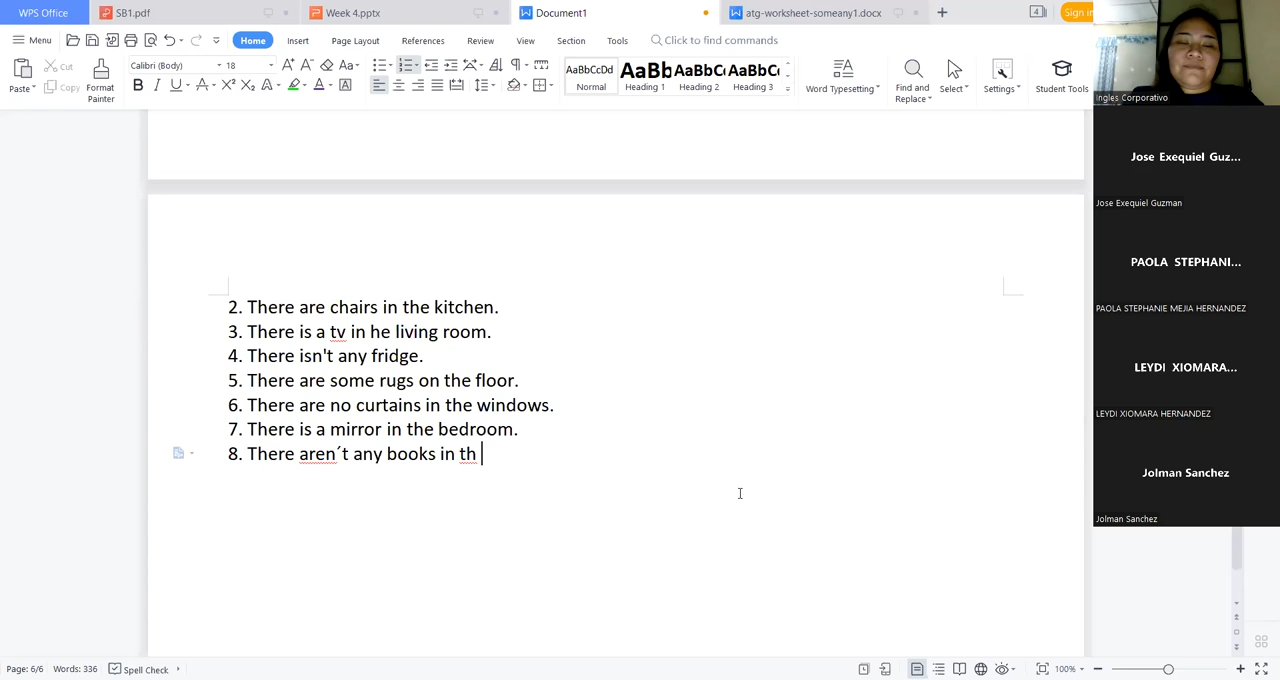 WPS Office SB1.pdf Week 4.pptx Document1 atg-worksheet-someany1.docx 4 Sign in
Menu Home Insert Page Layout References Review View Section Tools Click to find commands
Paste Cut Copy Format Painter Calibri (Body) 18 AaBbCcDd Normal AaBb Heading 1 AaBbCc Heading 2 AaBbCc Heading 3 Word Typesetting Find and Replace Select Settings Student Tools
Ingles Corporativo
Jose Exequiel Guz...
Jose Exequiel Guzman
PAOLA STEPHANI...
PAOLA STEPHANIE MEJIA HERNANDEZ
LEYDI XIOMARA...
LEYDI XIOMARA HERNANDEZ
Jolman Sanchez
Jolman Sanchez
2. There are chairs in the kitchen.
3. There is a tv in he living room.
4. There isn't any fridge.
5. There are some rugs on the floor.
6. There are no curtains in the windows.
7. There is a mirror in the bedroom.
8. There aren´t any books in th
Page: 6/6 Words: 336 Spell Check 100%